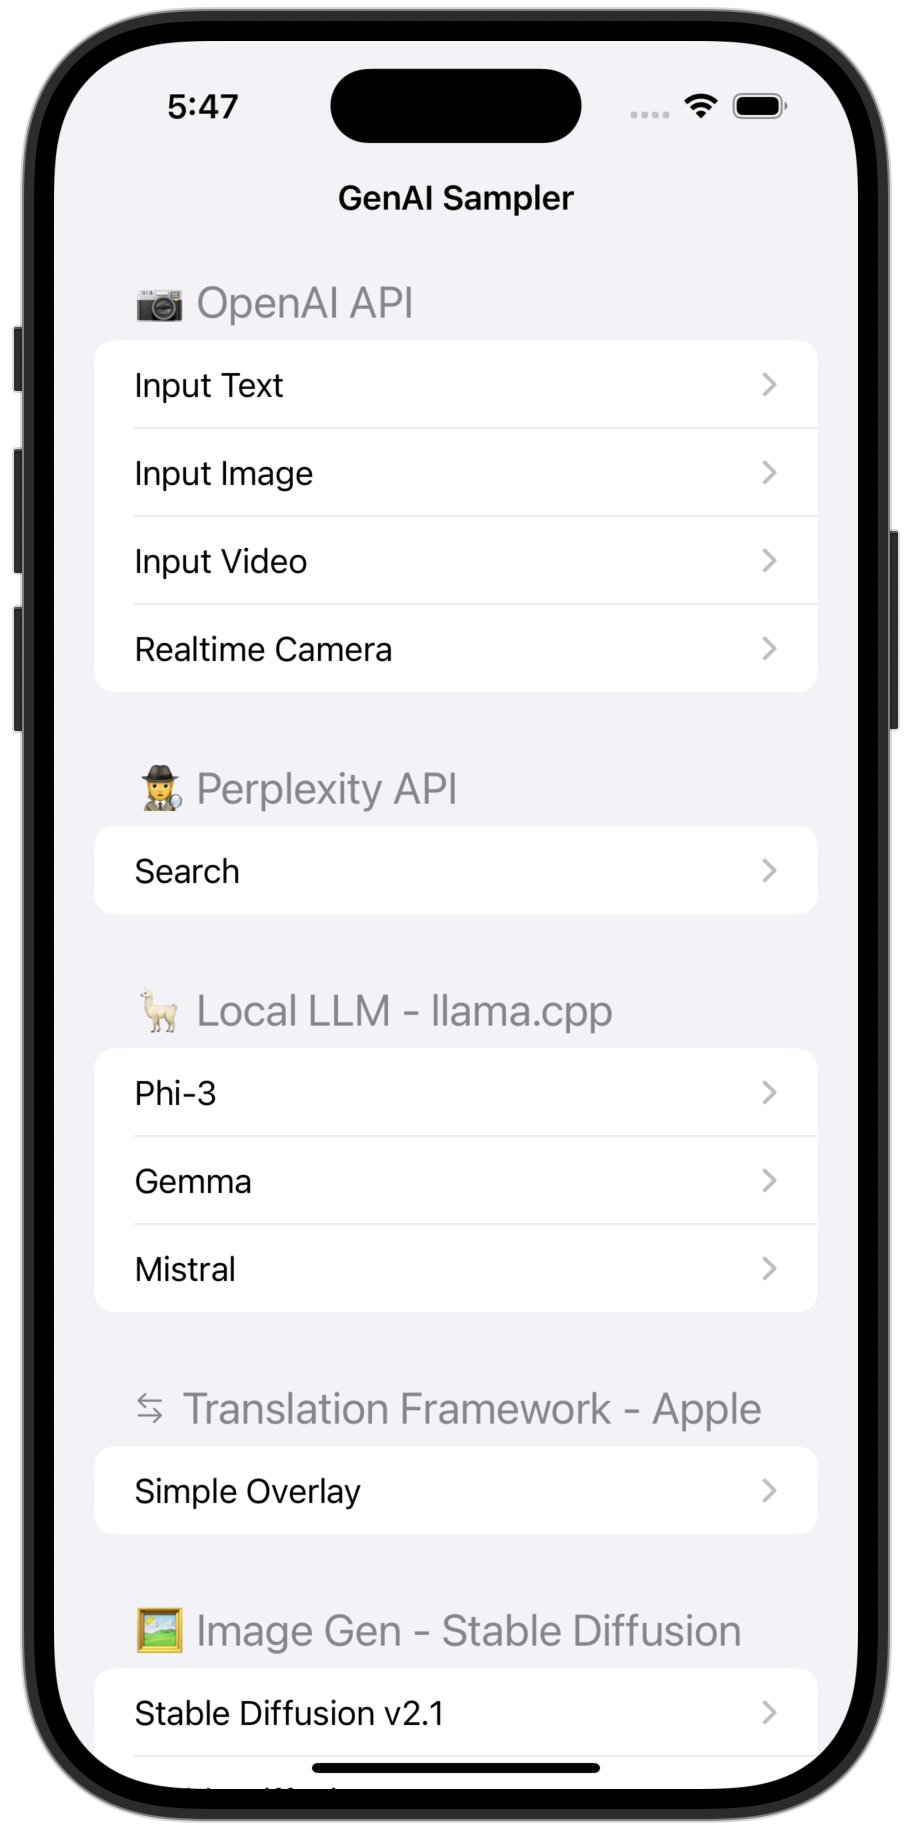 5:47
GenAI Sampler
📷 OpenAI API
Input Text
Input Image
Input Video
Realtime Camera
🕵️ Perplexity API
Search
🦙 Local LLM - llama.cpp
Phi-3
Gemma
Mistral
Translation Framework - Apple
Simple Overlay
🖼️ Image Gen - Stable Diffusion
Stable Diffusion v2.1